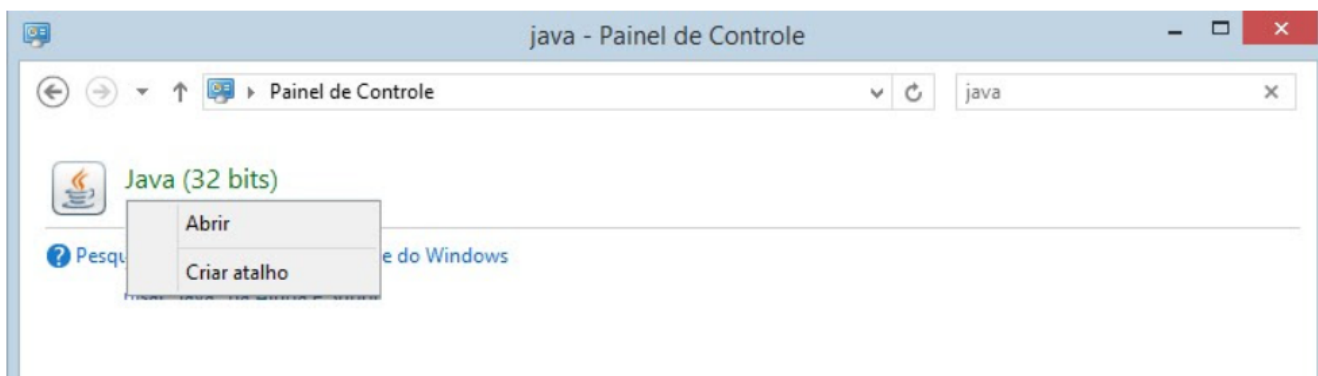 java - Painel de Controle
Painel de Controle
java
Java (32 bits)
Abrir
Pesqu
e do Windows
Criar atalho